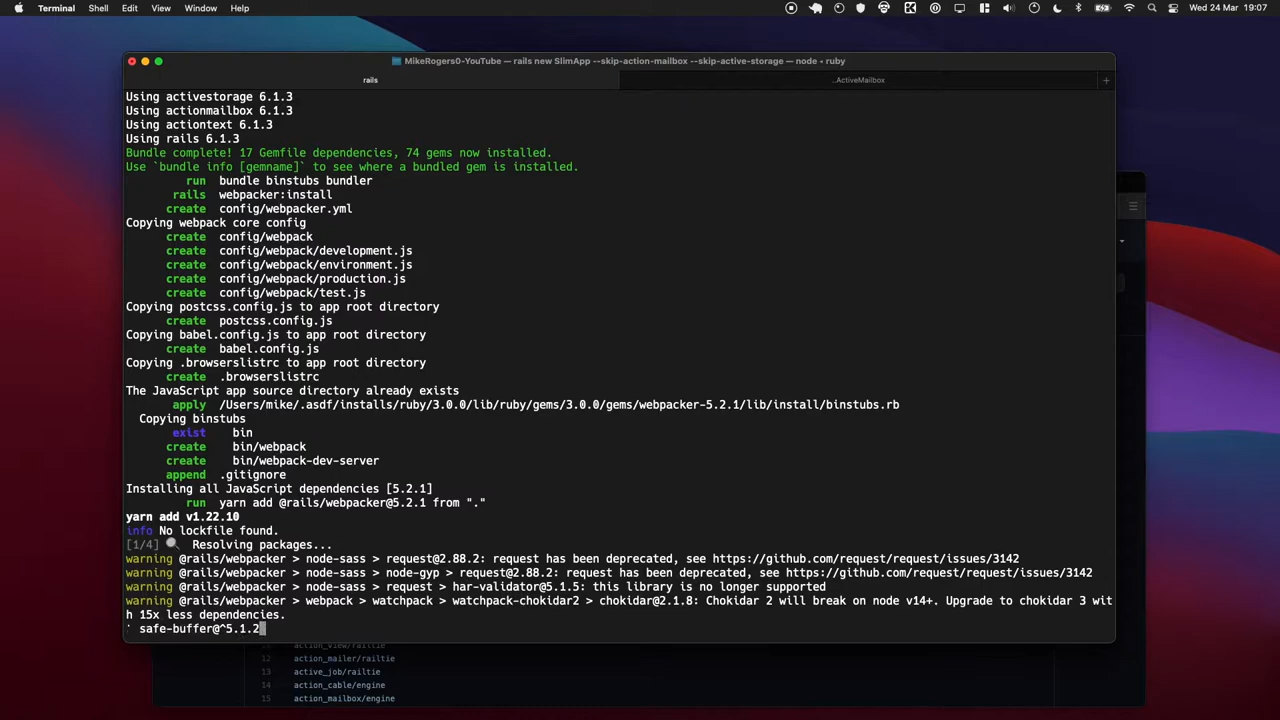 Terminal Shell Edit View Window Help Wed 24 Mar 19:07
MikeRogers0-YouTube — rails new SlimApp --skip-action-mailbox --skip-active-storage — node • ruby
rails ..ActiveMailbox +
Using activestorage 6.1.3
Using actionmailbox 6.1.3
Using actiontext 6.1.3
Using rails 6.1.3
Bundle complete! 17 Gemfile dependencies, 74 gems now installed.
Use `bundle info [gemname]` to see where a bundled gem is installed.
run bundle binstubs bundler
rails webpacker:install
create config/webpacker.yml
Copying webpack core config
create config/webpack
create config/webpack/development.js
create config/webpack/environment.js
create config/webpack/production.js
create config/webpack/test.js
Copying postcss.config.js to app root directory
create postcss.config.js
Copying babel.config.js to app root directory
create babel.config.js
Copying .browserslistrc to app root directory
create .browserslistrc
The JavaScript app source directory already exists
apply /Users/mike/.asdf/installs/ruby/3.0.0/lib/ruby/gems/3.0.0/gems/webpacker-5.2.1/lib/install/binstubs.rb
Copying binstubs
exist bin
create bin/webpack
create bin/webpack-dev-server
append .gitignore
Installing all JavaScript dependencies [5.2.1]
run yarn add @rails/webpacker@5.2.1 from "."
yarn add v1.22.10
info No lockfile found.
[1/4] Resolving packages...
warning @rails/webpacker > node-sass > request@2.88.2: request has been deprecated, see https://github.com/request/request/issues/3142
warning @rails/webpacker > node-sass > node-gyp > request@2.88.2: request has been deprecated, see https://github.com/request/request/issues/3142
warning @rails/webpacker > node-sass > request > har-validator@5.1.5: this library is no longer supported
warning @rails/webpacker > webpack > watchpack > watchpack-chokidar2 > chokidar@2.1.8: Chokidar 2 will break on node v14+. Upgrade to chokidar 3 wit
h 15x less dependencies.
safe-buffer@^5.1.2
12 action_mailer/railtie
13 active_job/railtie
14 action_cable/engine
15 action_mailbox/engine